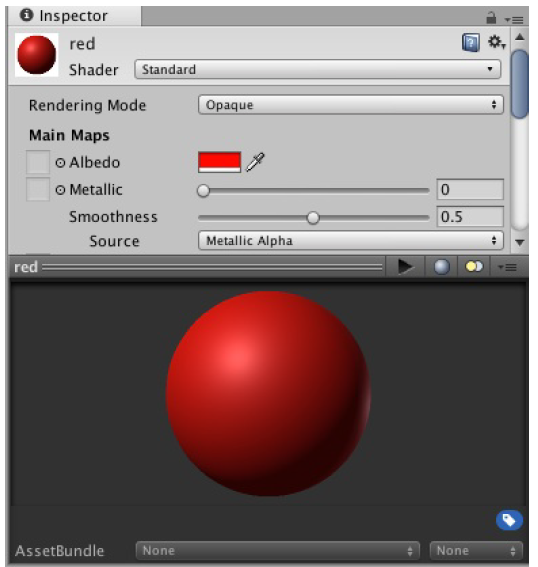 Inspector
red
Shader Standard
Rendering Mode Opaque
Main Maps
Albedo
Metallic 0
Smoothness 0.5
Source Metallic Alpha
red
AssetBundle None None